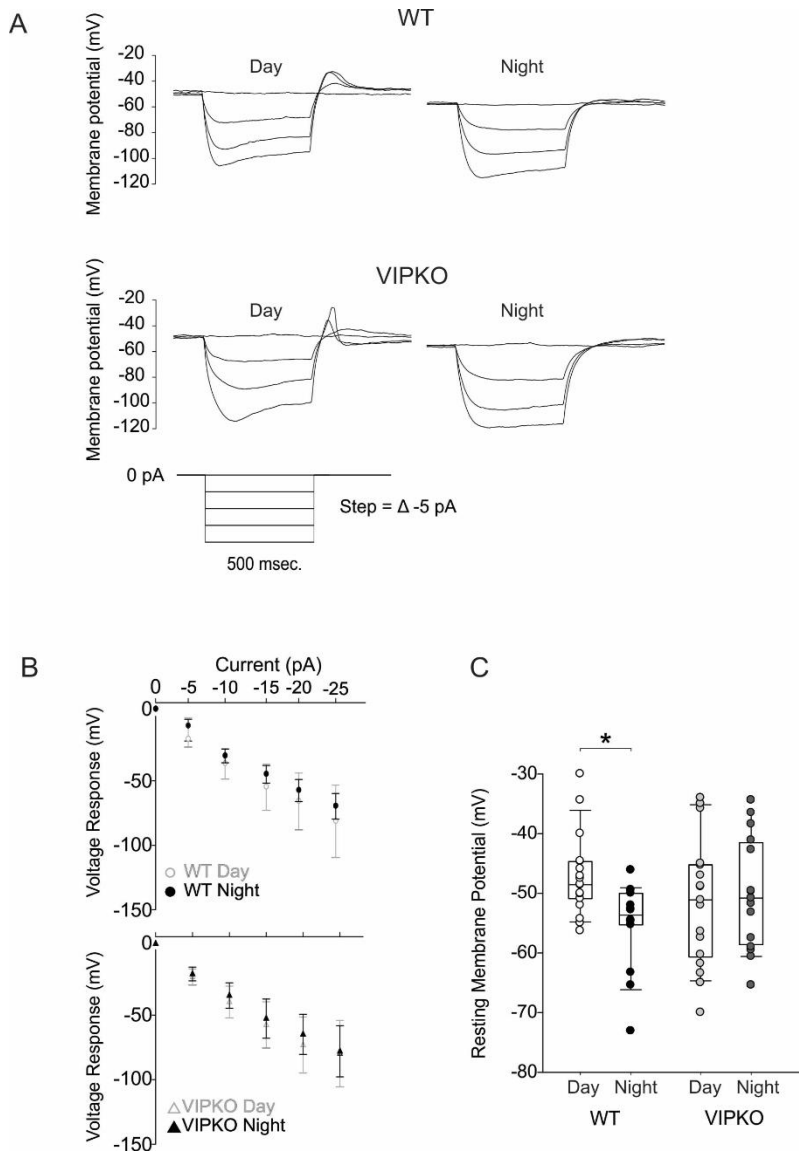 A
WT
Day
Night
Membrane potential (mV)
-20
-40
-60
-80
-100
-120
VIPKO
Day
Night
Membrane potential (mV)
-20
-40
-60
-80
-100
-120
0 pA
Step = Δ -5 pA
500 msec.
B
Current (pA)
0 -5 -10 -15 -20 -25
Voltage Response (mV)
0
-50
-100
-150
WT Day
WT Night
Voltage Response (mV)
0
-50
-100
-150
VIPKO Day
VIPKO Night
C
*
Resting Membrane Potential (mV)
-30
-40
-50
-60
-70
-80
Day Night Day Night
WT VIPKO